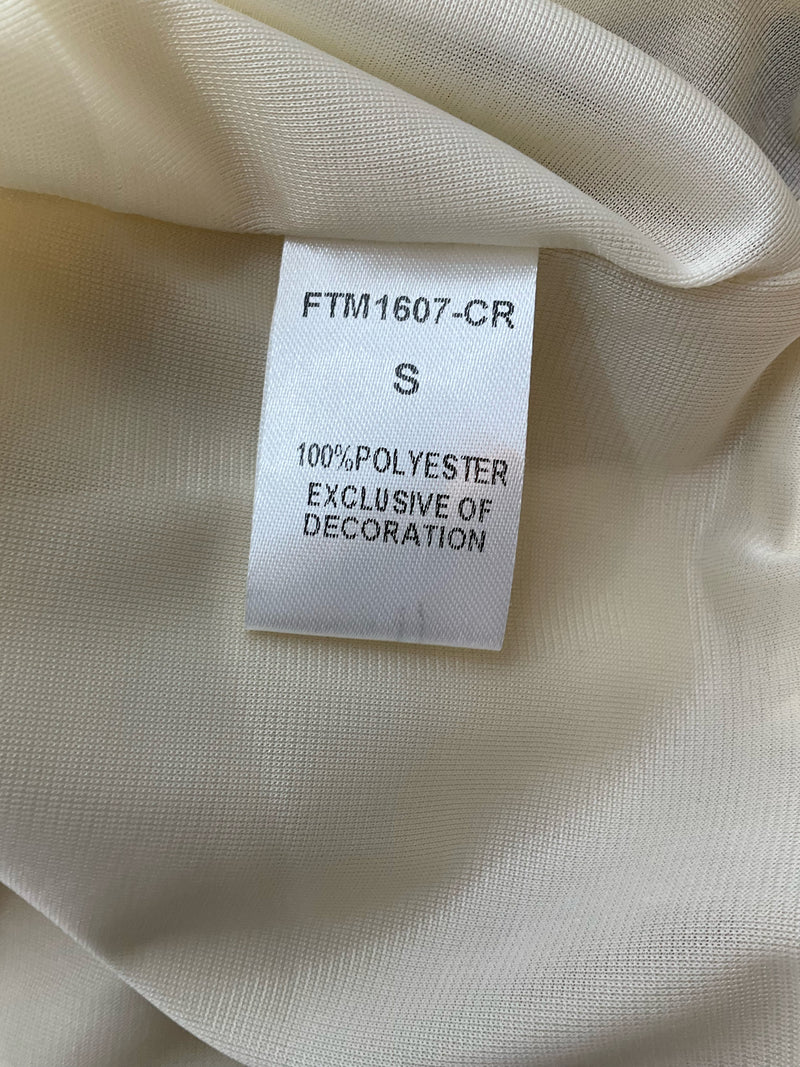 FTM1607-CR
S
100%POLYESTER
EXCLUSIVE OF
DECORATION